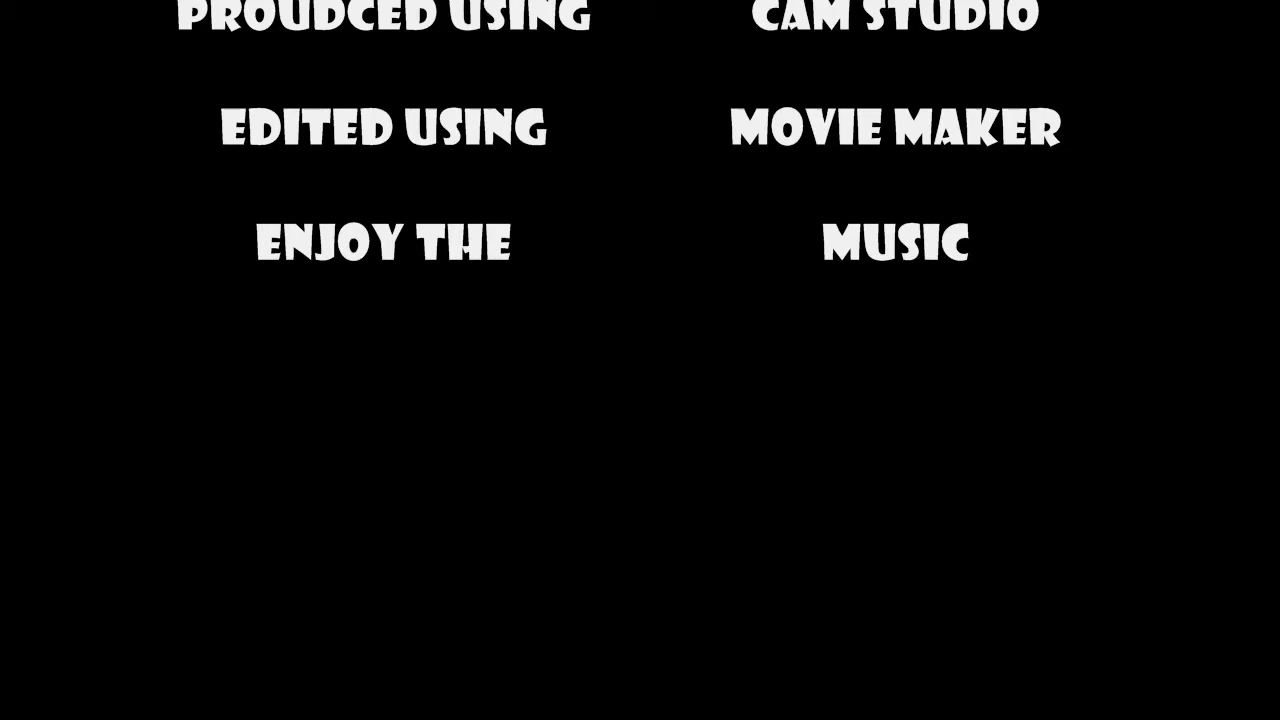 PROUDCED USING CAM STUDIO
EDITED USING MOVIE MAKER
ENJOY THE MUSIC